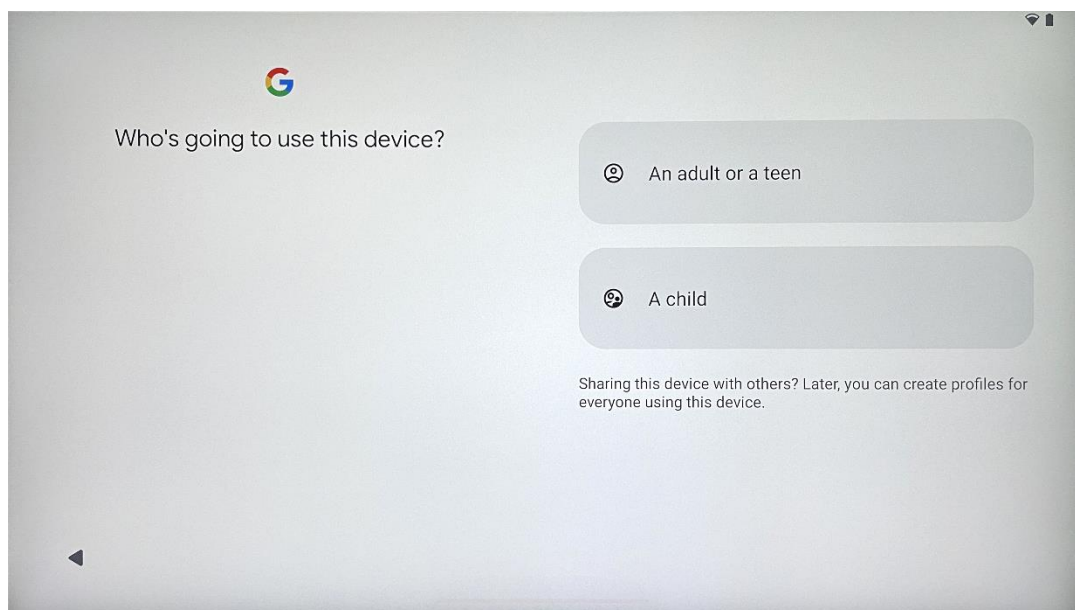 Who's going to use this device?
An adult or a teen
A child
Sharing this device with others? Later, you can create profiles for
everyone using this device.